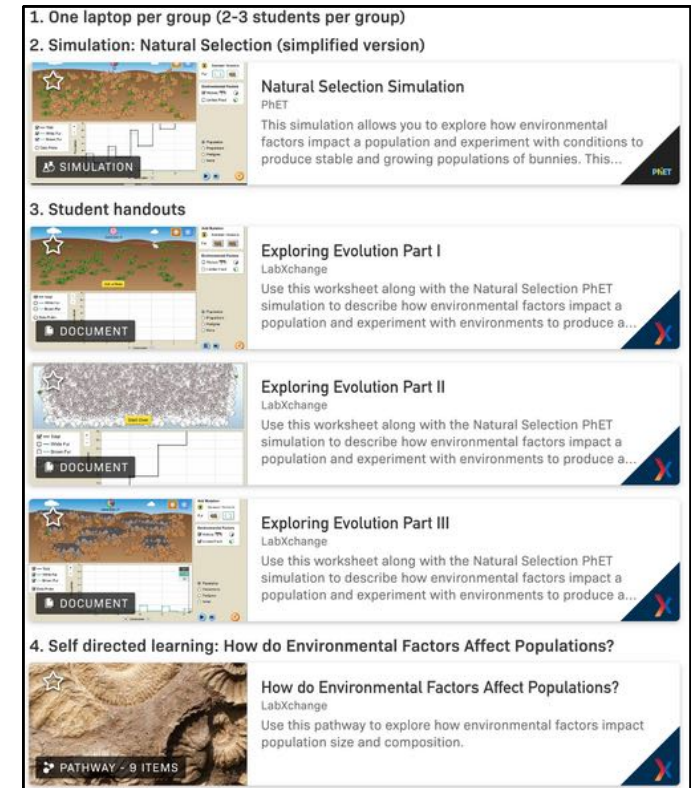 1. One laptop per group (2-3 students per group)
2. Simulation: Natural Selection (simplified version)
SIMULATION
Natural Selection Simulation
PhET
This simulation allows you to explore how environmental
factors impact a population and experiment with conditions to
produce stable and growing populations of bunnies. This...
PhET
3. Student handouts
DOCUMENT
Exploring Evolution Part I
LabXchange
Use this worksheet along with the Natural Selection PhET
simulation to describe how environmental factors impact a
population and experiment with environments to produce a...
DOCUMENT
Exploring Evolution Part II
LabXchange
Use this worksheet along with the Natural Selection PhET
simulation to describe how environmental factors impact a
population and experiment with environments to produce a...
DOCUMENT
Exploring Evolution Part III
LabXchange
Use this worksheet along with the Natural Selection PhET
simulation to describe how environmental factors impact a
population and experiment with environments to produce a...
4. Self directed learning: How do Environmental Factors Affect Populations?
PATHWAY - 9 ITEMS
How do Environmental Factors Affect Populations?
LabXchange
Use this pathway to explore how environmental factors impact
population size and composition.